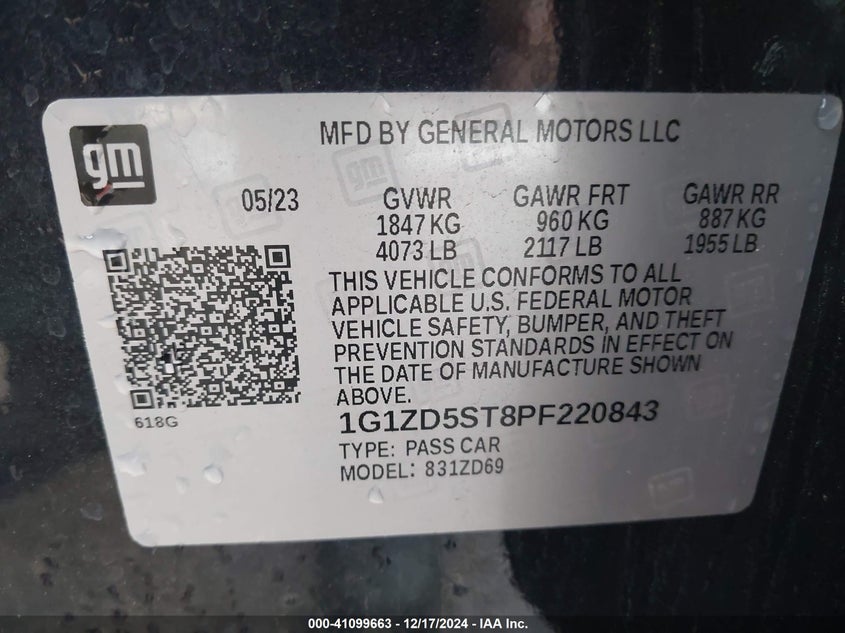 gm
MFD BY GENERAL MOTORS LLC
05/23 GVWR GAWR FRT GAWR RR
1847 KG 960 KG 887 KG
4073 LB 2117 LB 1955 LB
THIS VEHICLE CONFORMS TO ALL
APPLICABLE U.S. FEDERAL MOTOR
VEHICLE SAFETY, BUMPER, AND THEFT
PREVENTION STANDARDS IN EFFECT ON
THE DATE OF MANUFACTURE SHOWN
ABOVE.
618G
1G1ZD5ST8PF220843
TYPE: PASS CAR
MODEL: 831ZD69
000-41099663 - 12/17/2024 - IAA Inc.